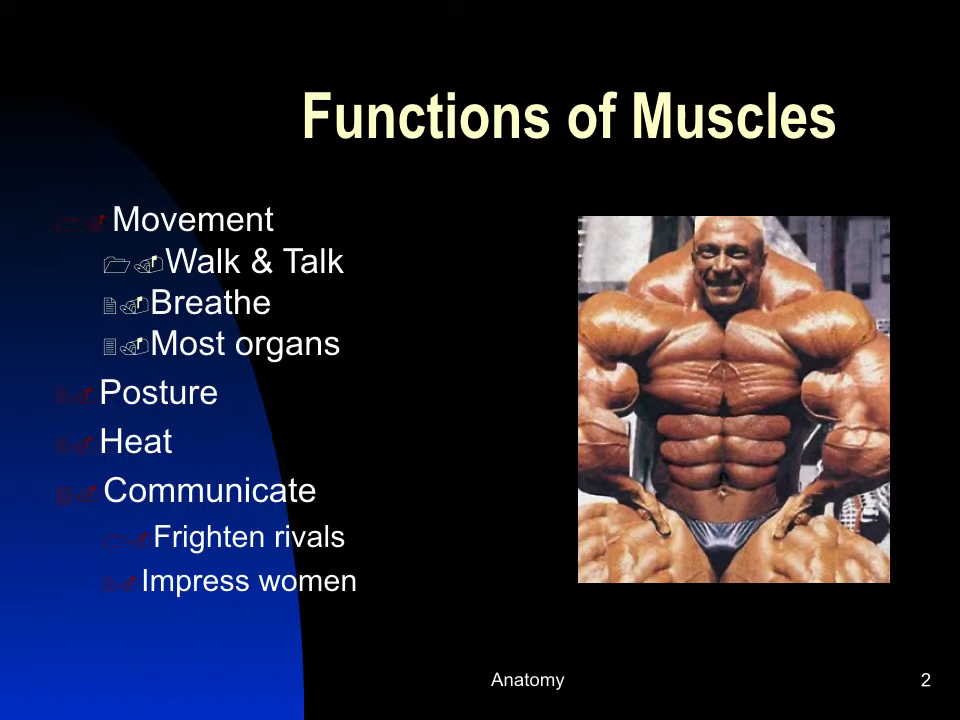 Functions of Muscles
Movement
Walk & Talk
Breathe
Most organs
Posture
Heat
Communicate
Frighten rivals
Impress women
Anatomy
2